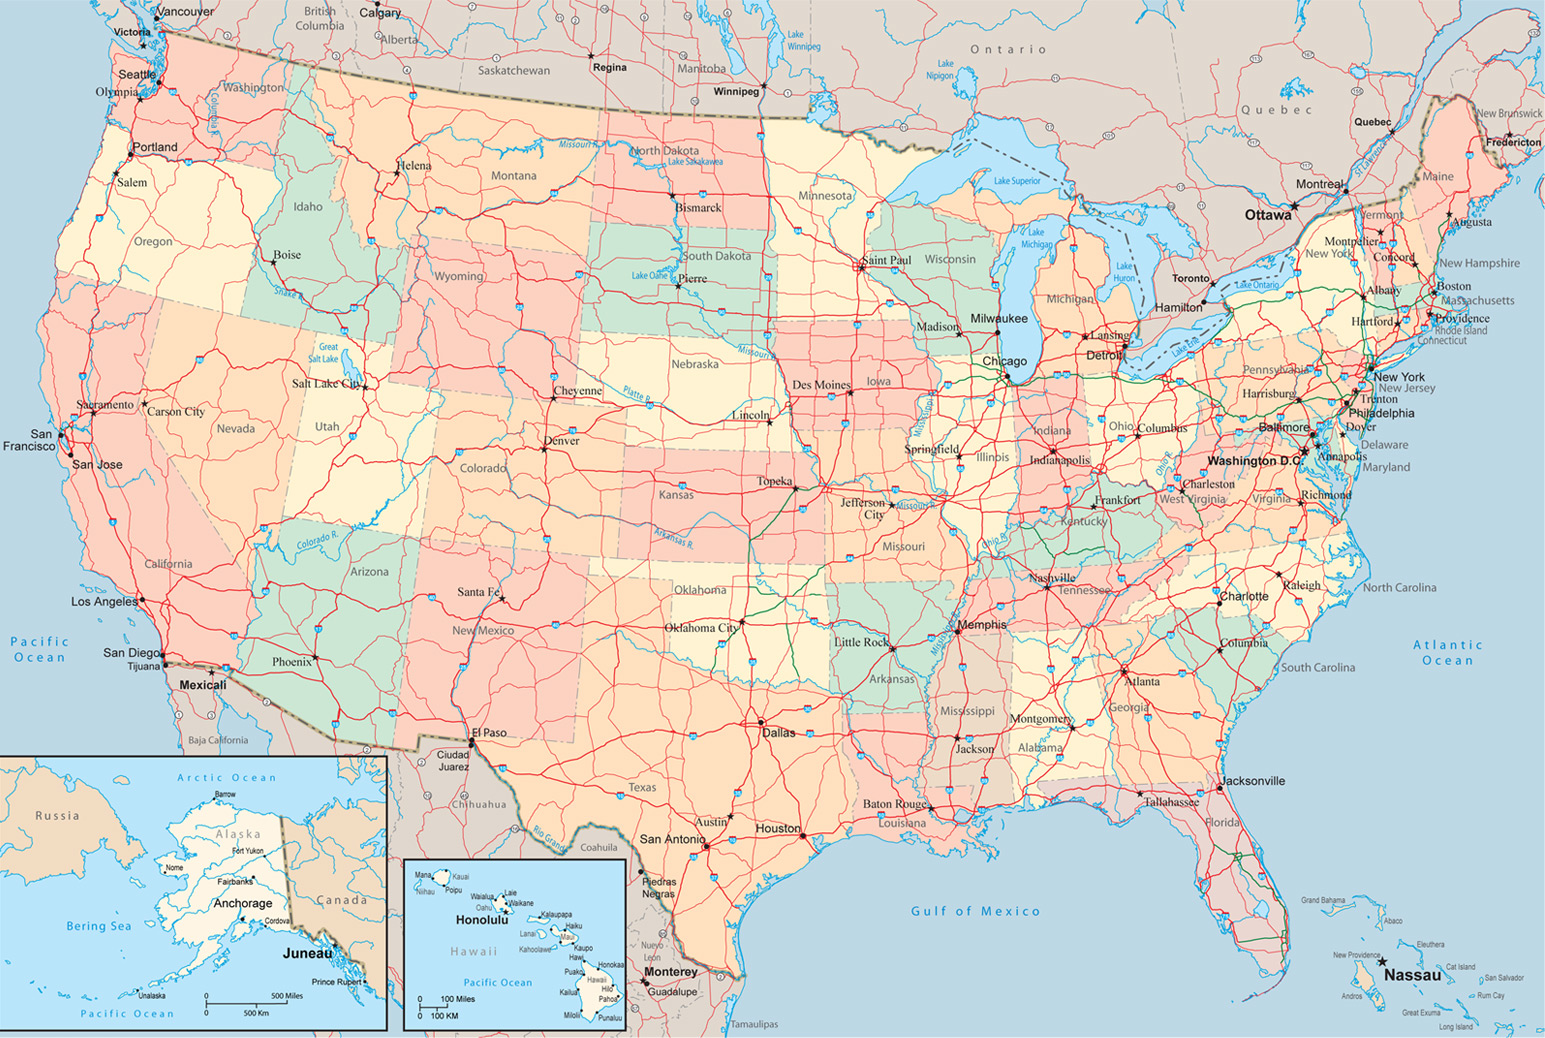 Vancouver
British
Columbia
Calgary
Alberta
Victoria
Saskatchewan
Regina
Manitoba
Winnipeg
Lake
Winnipeg
Ontario
Lake
Nipigon
Quebec
Quebec
New Brunswick
Fredericton
St Lawrence
Montreal
Ottawa
Seattle
Olympia
Washington
Columbia R.
Portland
Salem
Oregon
Idaho
Boise
Snake R.
Helena
Montana
Missouri R.
North Dakota
Lake Sakakawea
Bismarck
Minnesota
Saint Paul
Lake Superior
Wisconsin
Lake
Michigan
Lake
Huron
Michigan
Toronto
Hamilton
Lake Ontario
Lake Erie
Maine
Augusta
Vermont
Montpelier
Concord
New York
New Hampshire
Albany
Boston
Massachusetts
Hartford
Providence
Rhode Island
Connecticut
Wyoming
South Dakota
Lake Oahe
Pierre
Madison
Milwaukee
Lansing
Detroit
Chicago
Great
Salt Lake
Salt Lake City
Cheyenne
Nebraska
Missouri R.
Platte R.
Lincoln
Des Moines
Iowa
Mississippi R.
Pennsylvania
Harrisburg
New York
New Jersey
Trenton
Philadelphia
Baltimore
Dover
Delaware
Annapolis
Maryland
Washington D.C.
Sacramento
Carson City
San
Francisco
San Jose
Nevada
Utah
Denver
Colorado
Kansas
Topeka
Springfield
Illinois
Jefferson
City
Missouri R.
Indiana
Indianapolis
Ohio
Columbus
Ohio R.
Charleston
West Virginia
Virginia
Richmond
Frankfort
Kentucky
Ohio R.
Missouri
Arkansas R.
California
Colorado R.
Arizona
Los Angeles
San Diego
Tijuana
Mexicali
Phoenix
Santa Fe
New Mexico
Oklahoma
Oklahoma City
Little Rock
Arkansas
Memphis
Nashville
Tennessee
Charlotte
Raleigh
North Carolina
Columbia
South Carolina
Atlanta
Georgia
Mississippi
Jackson
Montgomery
Alabama
Pacific
Ocean
Atlantic
Ocean
Baja California
El Paso
Ciudad
Juarez
Chihuahua
Rio Grande
Coahuila
Dallas
Texas
Austin
San Antonio
Houston
Baton Rouge
Louisiana
Tallahassee
Jacksonville
Florida
Piedras
Negras
Nuevo
Leon
Monterey
Guadalupe
Tamaulipas
Gulf of Mexico
Grand Bahama
Abaco
Eleuthera
New Providence
Nassau
Cat Island
San Salvador
Andros
Rum Cay
Great Exuma
Long Island
Arctic Ocean
Russia
Barrow
Alaska
Fort Yukon
Nome
Fairbanks
Anchorage
Canada
Cordova
Bering Sea
Juneau
Prince Rupert
Unalaska
Pacific Ocean
0 500 Miles
0 500 Km
Mana
Kauai
Niihau
Poipu
Waialua
Laie
Oahu
Waikane
Honolulu
Kalaupapa
Lanai
Haiku
Maui
Kahoolawe
Kaupo
Hawaii
Hawi
Honokaa
Puako
Hawaii
Hilo
Kailua
Pahoa
Milolii
Punaluu
Pacific Ocean
0 100 Miles
0 100 KM